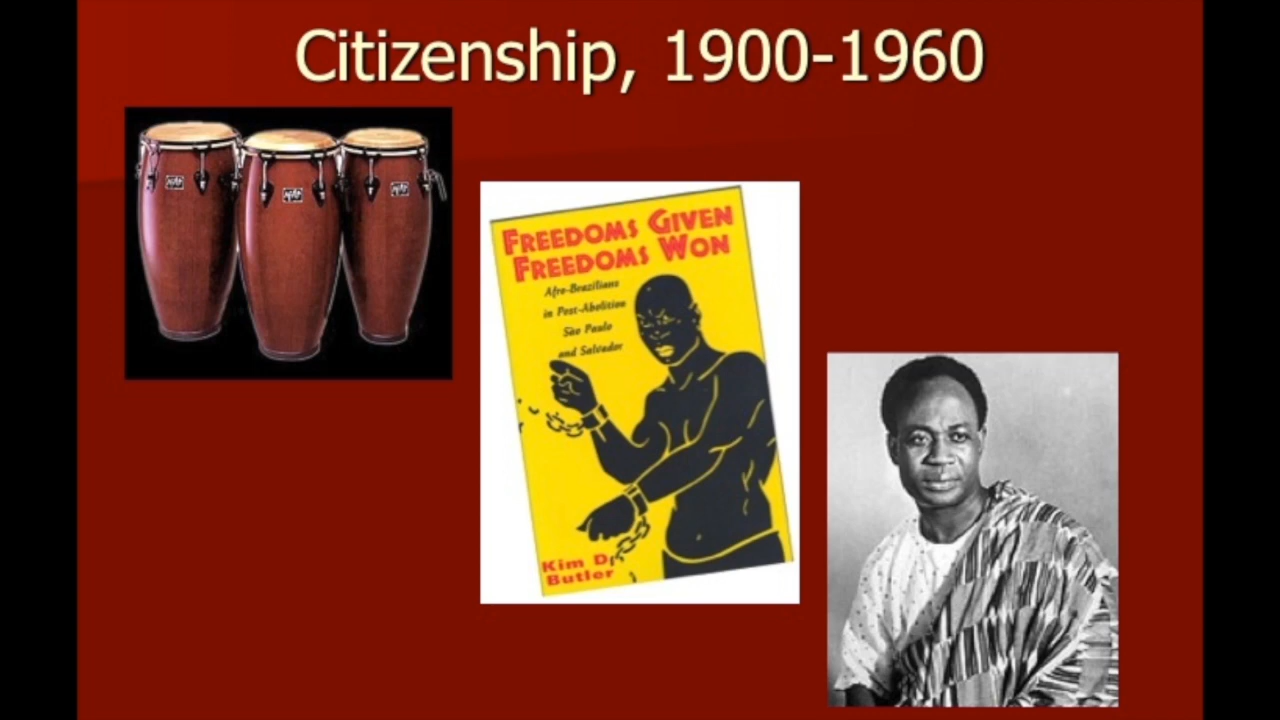 Citizenship, 1900-1960
FREEDOMS GIVEN
FREEDOMS WON
Afro-Brazilians
in Post-Abolition
São Paulo
and Salvador
Kim D.
Butler